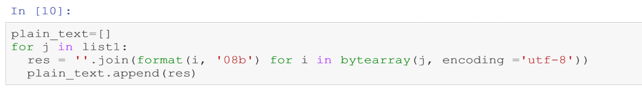 In [10]:
plain_text=[]
for j in list1:
  res = ''.join(format(i, '08b') for i in bytearray(j, encoding ='utf-8'))
  plain_text.append(res)